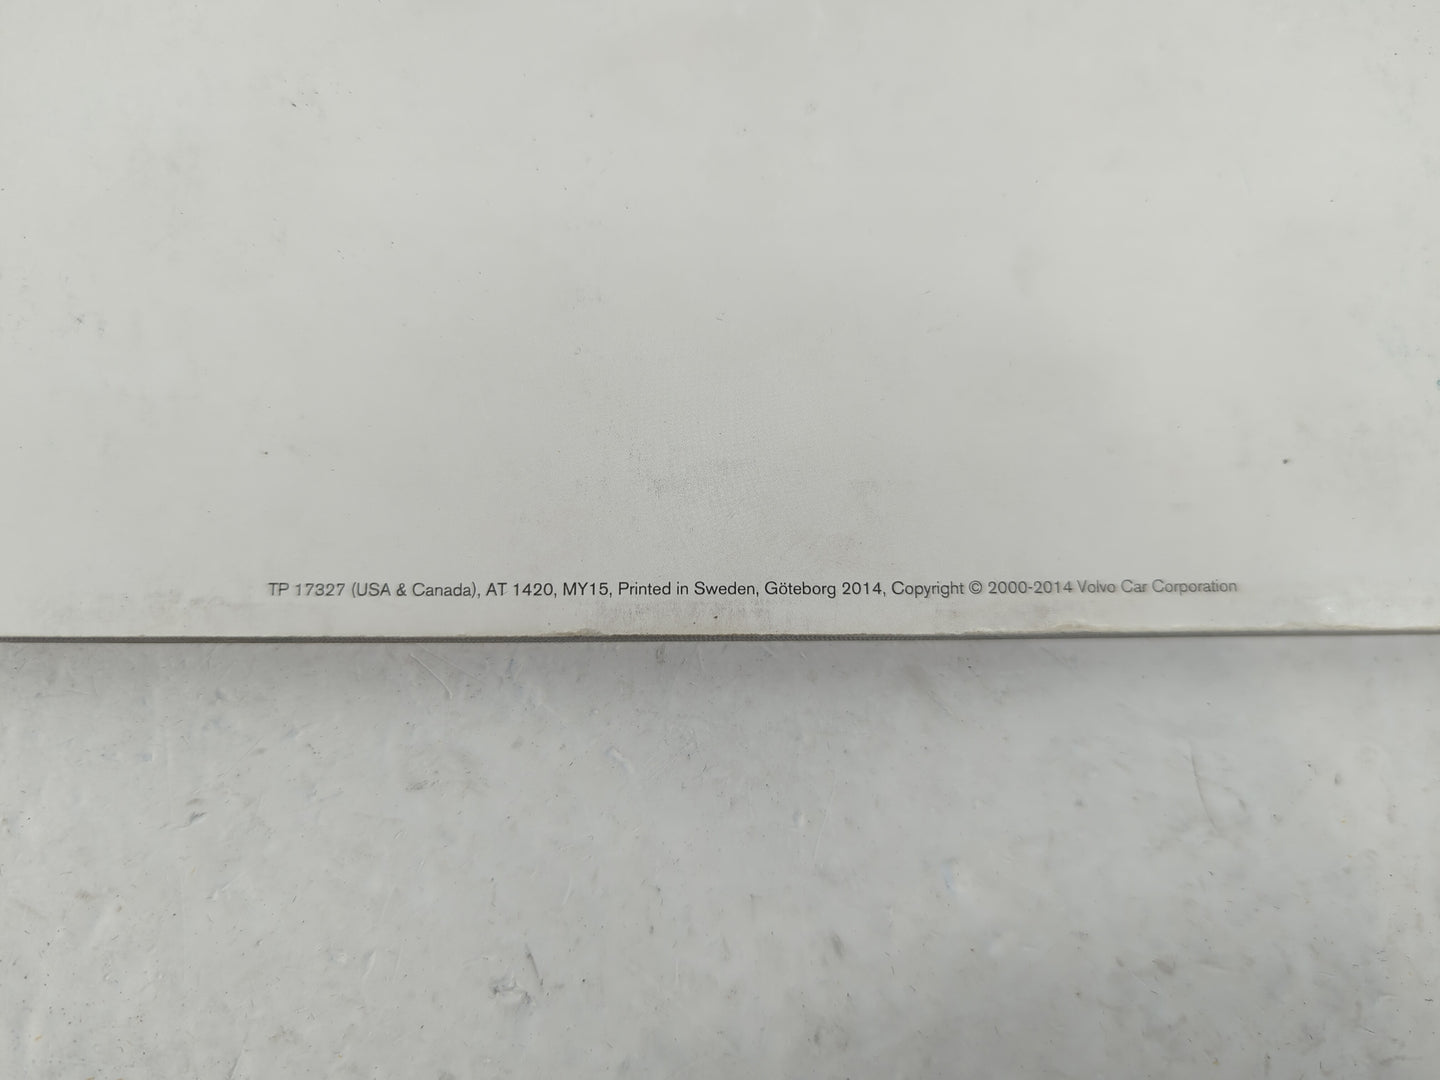 TP 17327 (USA & Canada), AT 1420, MY15, Printed in Sweden, Göteborg 2014, Copyright © 2000-2014 Volvo Car Corporation